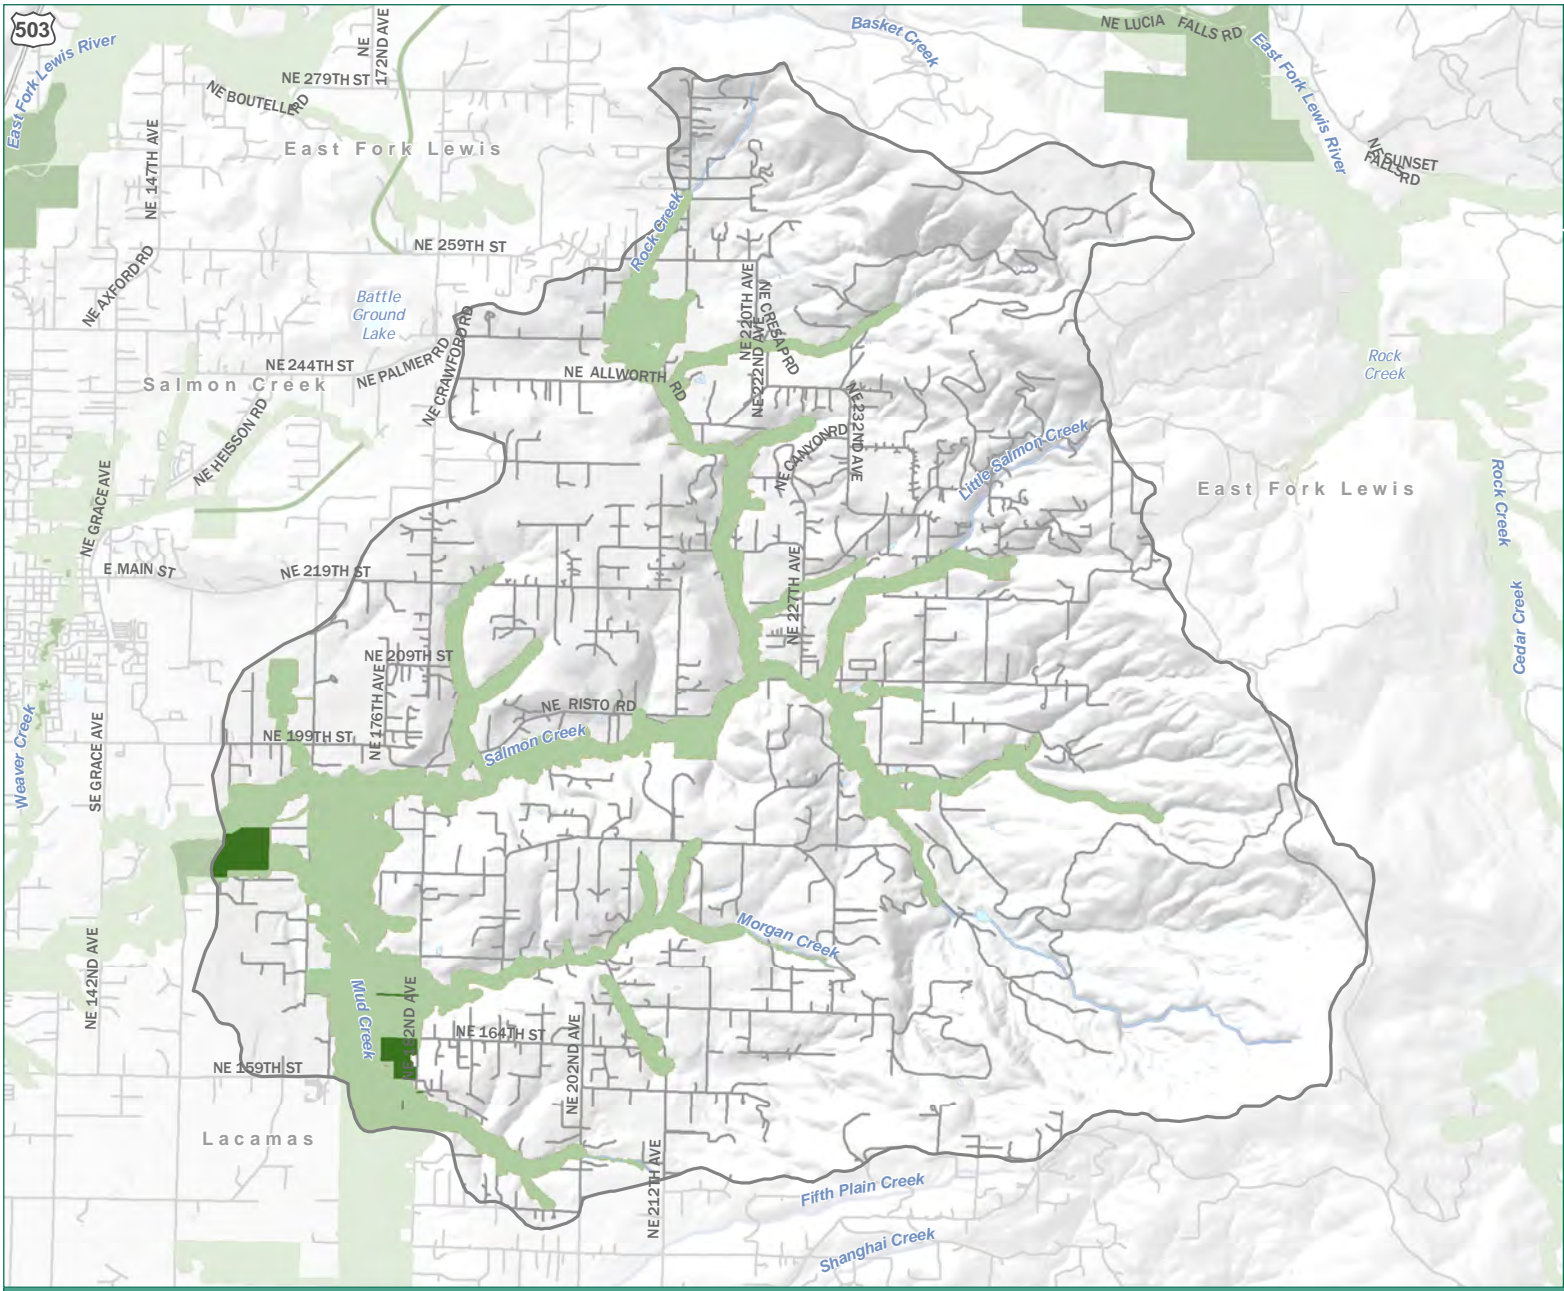 503
East Fork Lewis River
NE 172ND AVE
NE 279TH ST
NE BOUTELLE RD
Basket Creek
NE LUCIA FALLS RD
East Fork Lewis River
NE SUNSET
FALLS RD
NE 147TH AVE
East Fork Lewis
NE AXFORD RD
NE 259TH ST
Rock Creek
Battle
Ground
Lake
NE 220TH AVE
NE CRESAP RD
NE 222ND AVE
NE 244TH ST
NE PALMER RD
NE CRAWFORD RD
NE ALLWORTH RD
Salmon Creek
NE HEISSON RD
Rock
Creek
NE CANYON RD
NE 232ND AVE
Little Salmon Creek
East Fork Lewis
Rock Creek
NE GRACE AVE
E MAIN ST
NE 219TH ST
NE 227TH AVE
Cedar Creek
NE 209TH ST
NE 176TH AVE
NE RISTO RD
Salmon Creek
NE 199TH ST
SE GRACE AVE
Weaver Creek
Morgan Creek
NE 142ND AVE
Mud Creek
NE 182ND AVE
NE 164TH ST
NE 202ND AVE
NE 159TH ST
Lacamas
NE 212TH AVE
Fifth Plain Creek
Shanghai Creek